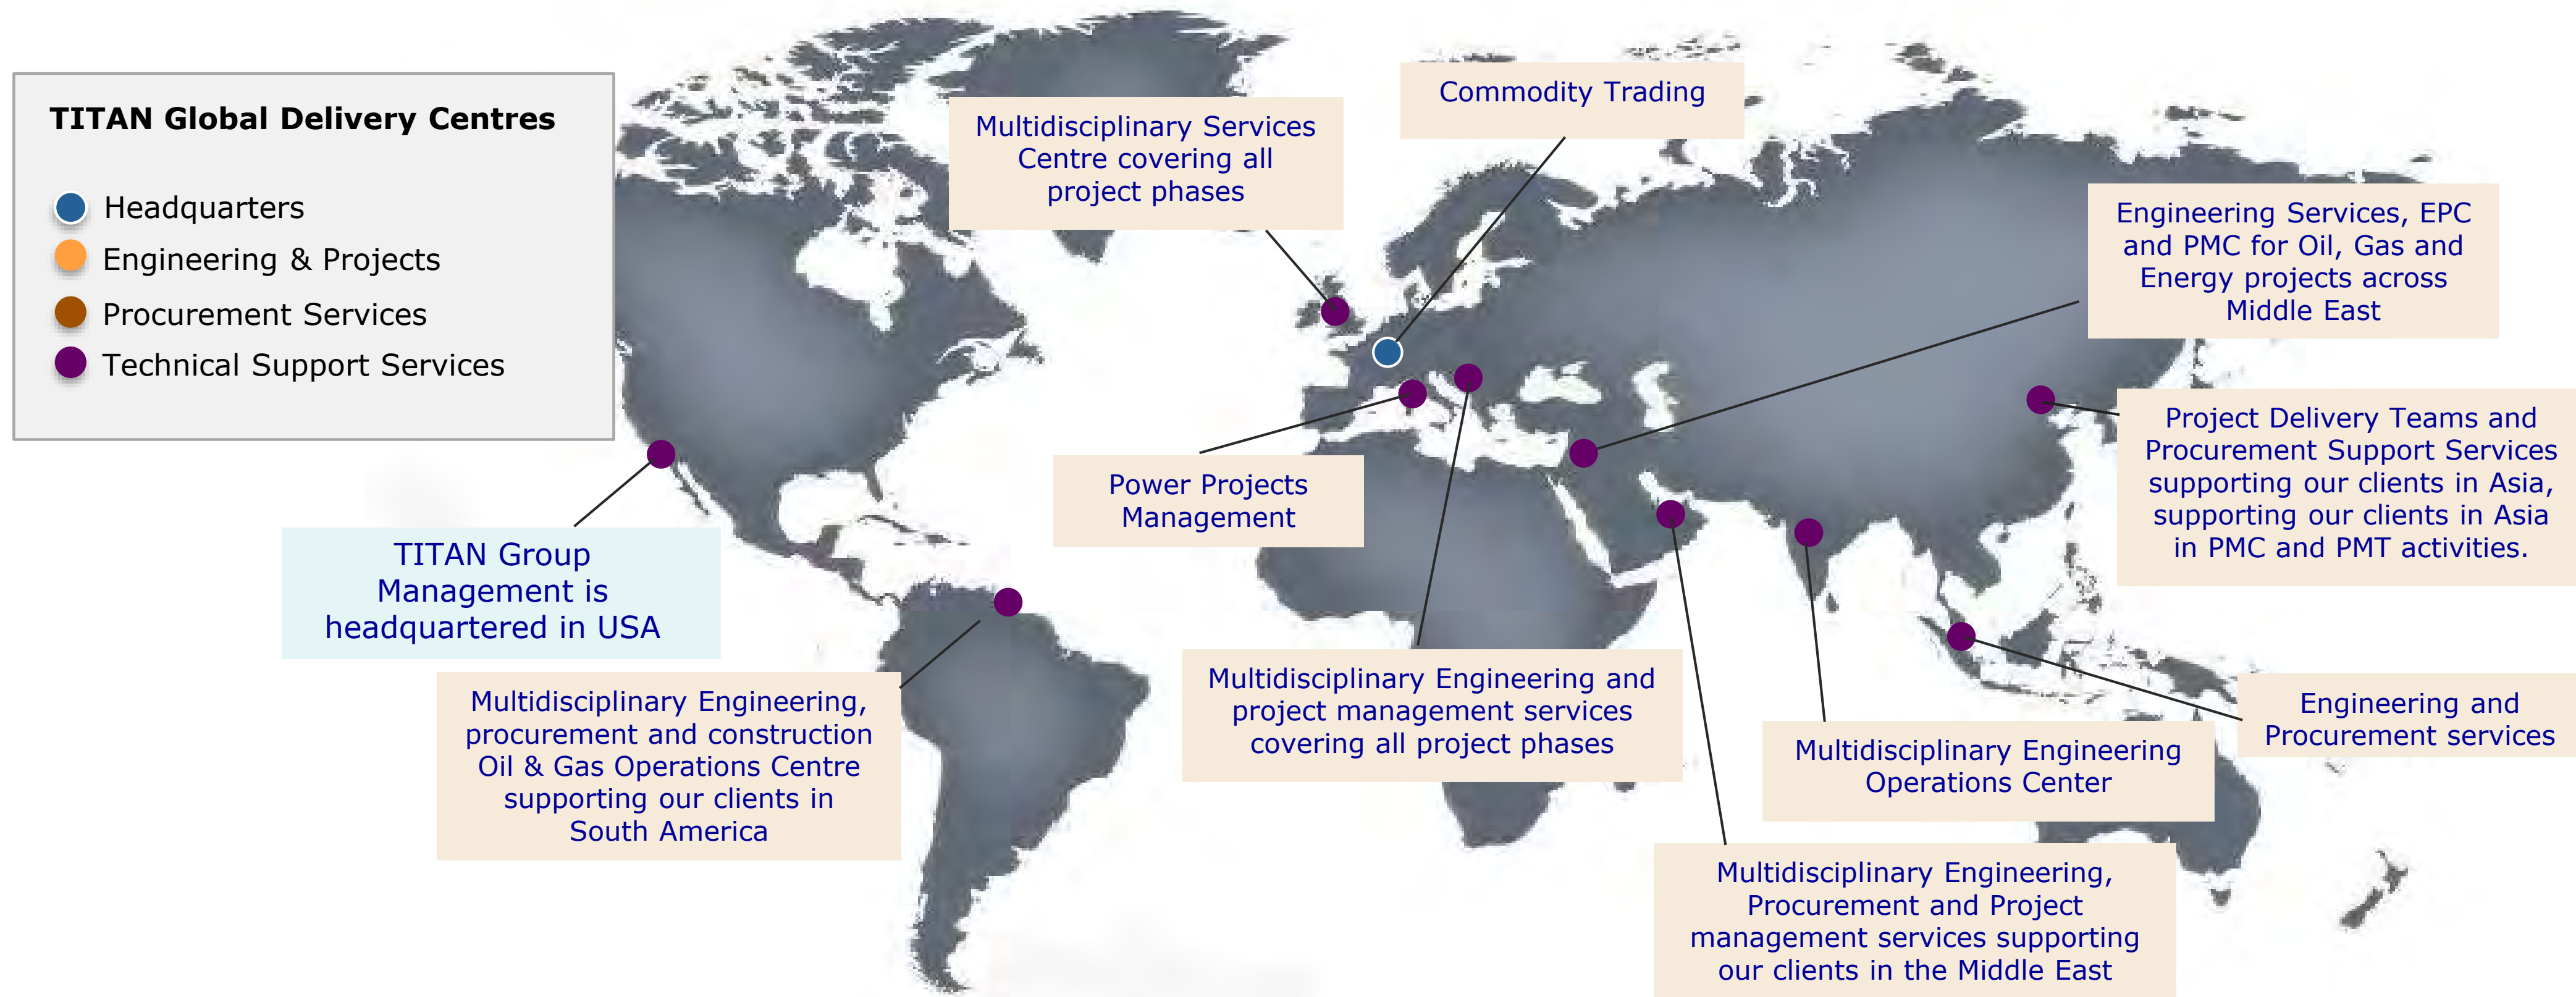 TITAN Global Delivery Centres
Headquarters
Engineering & Projects
Procurement Services
Technical Support Services
Commodity Trading
Multidisciplinary Services
Centre covering all
project phases
Engineering Services, EPC
and PMC for Oil, Gas and
Energy projects across
Middle East
Project Delivery Teams and
Procurement Support Services
supporting our clients in Asia,
supporting our clients in Asia
in PMC and PMT activities.
Power Projects
Management
TITAN Group
Management is
headquartered in USA
Multidisciplinary Engineering,
procurement and construction
Oil & Gas Operations Centre
supporting our clients in
South America
Multidisciplinary Engineering and
project management services
covering all project phases
Engineering and
Procurement services
Multidisciplinary Engineering
Operations Center
Multidisciplinary Engineering,
Procurement and Project
management services supporting
our clients in the Middle East